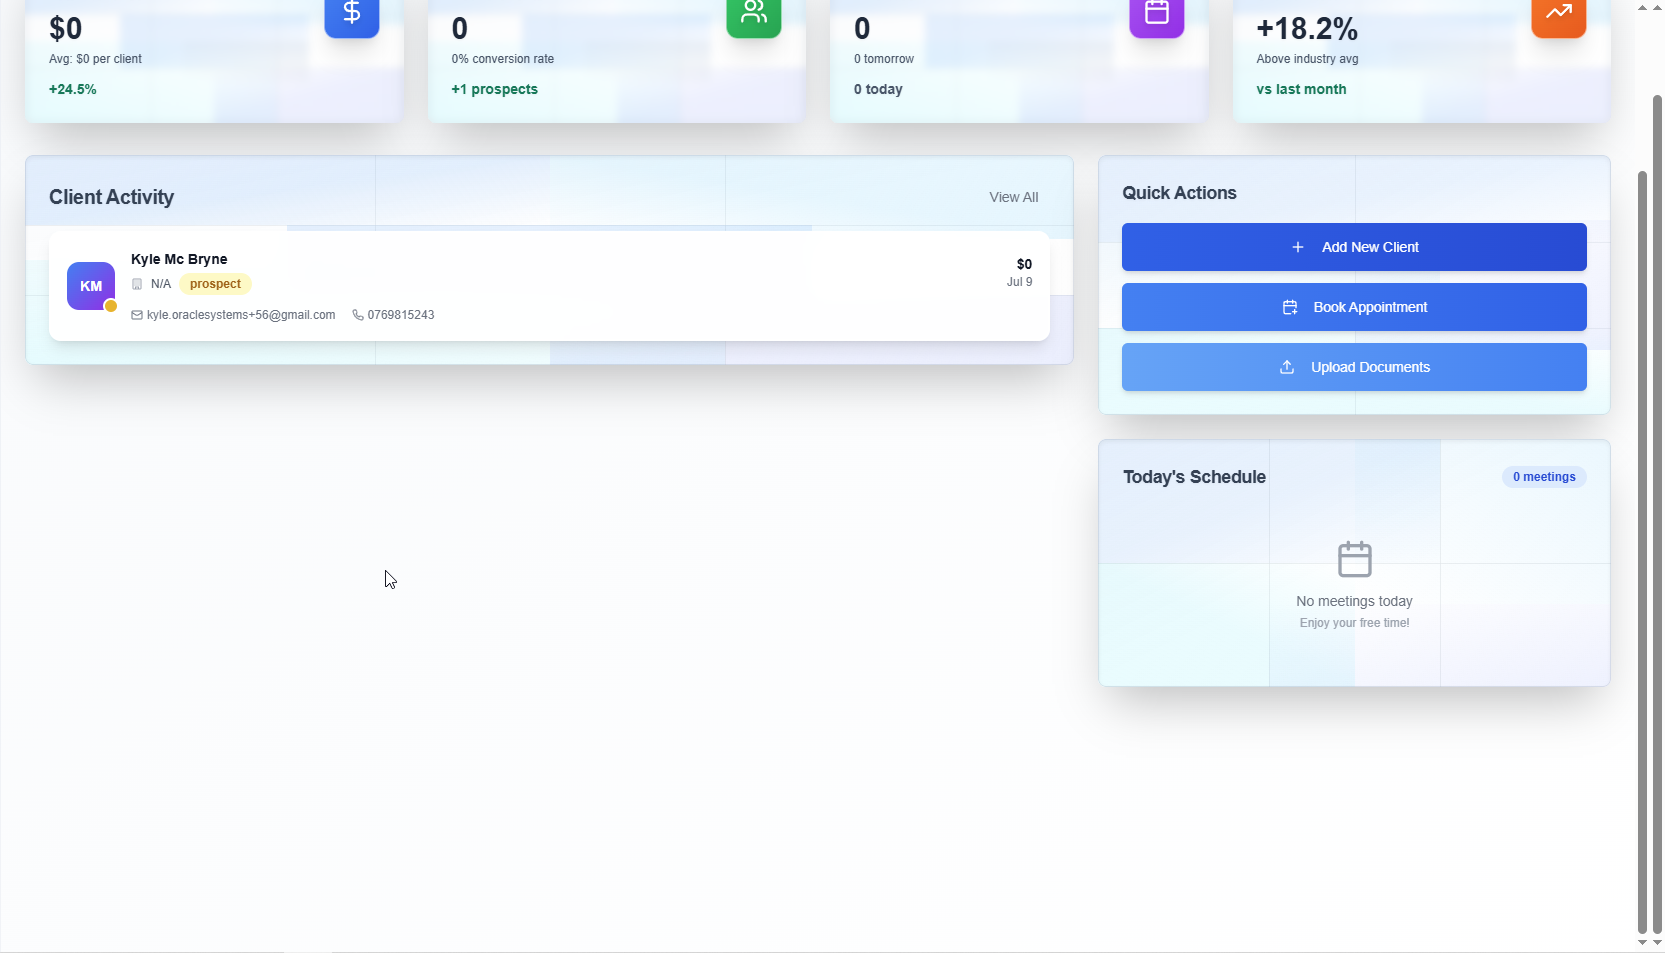 $0
Avg: $0 per client
+24.5%
0
0% conversion rate
+1 prospects
0
0 tomorrow
0 today
+18.2%
Above industry avg
vs last month
Client Activity
View All
KM
Kyle Mc Bryne
N/A
prospect
kyle.oraclesystems+56@gmail.com
0769815243
$0
Jul 9
Quick Actions
Add New Client
Book Appointment
Upload Documents
Today's Schedule
0 meetings
No meetings today
Enjoy your free time!